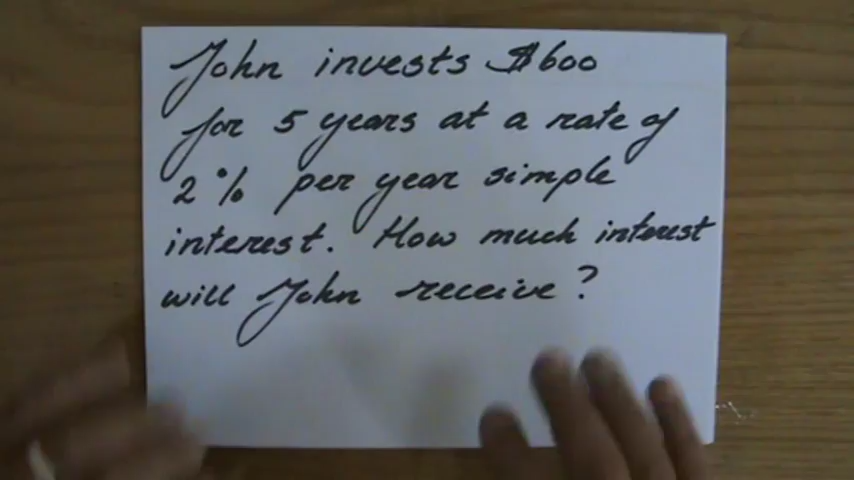 John invests $600
for 5 years at a rate of
2% per year simple
interest. How much interest
will John receive?